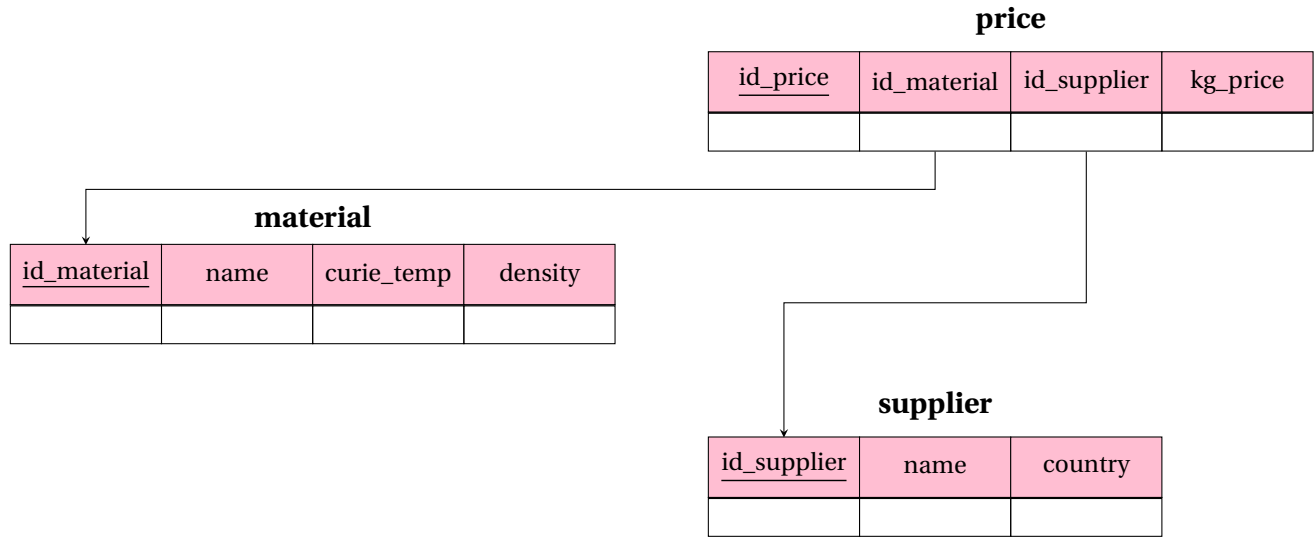 price
id_price id_material id_supplier kg_price
material
id_material name curie_temp density
supplier
id_supplier name country